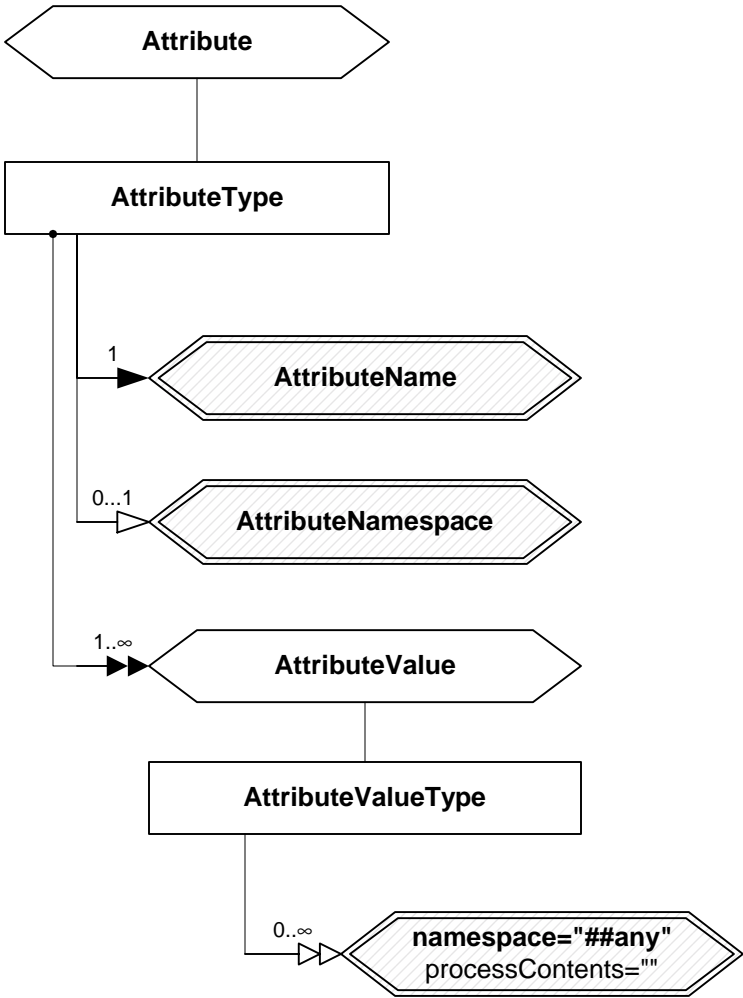 Attribute
AttributeType
1
AttributeName
0...1
AttributeNamespace
1..∞
AttributeValue
AttributeValueType
0..∞
namespace="##any"
processContents=""